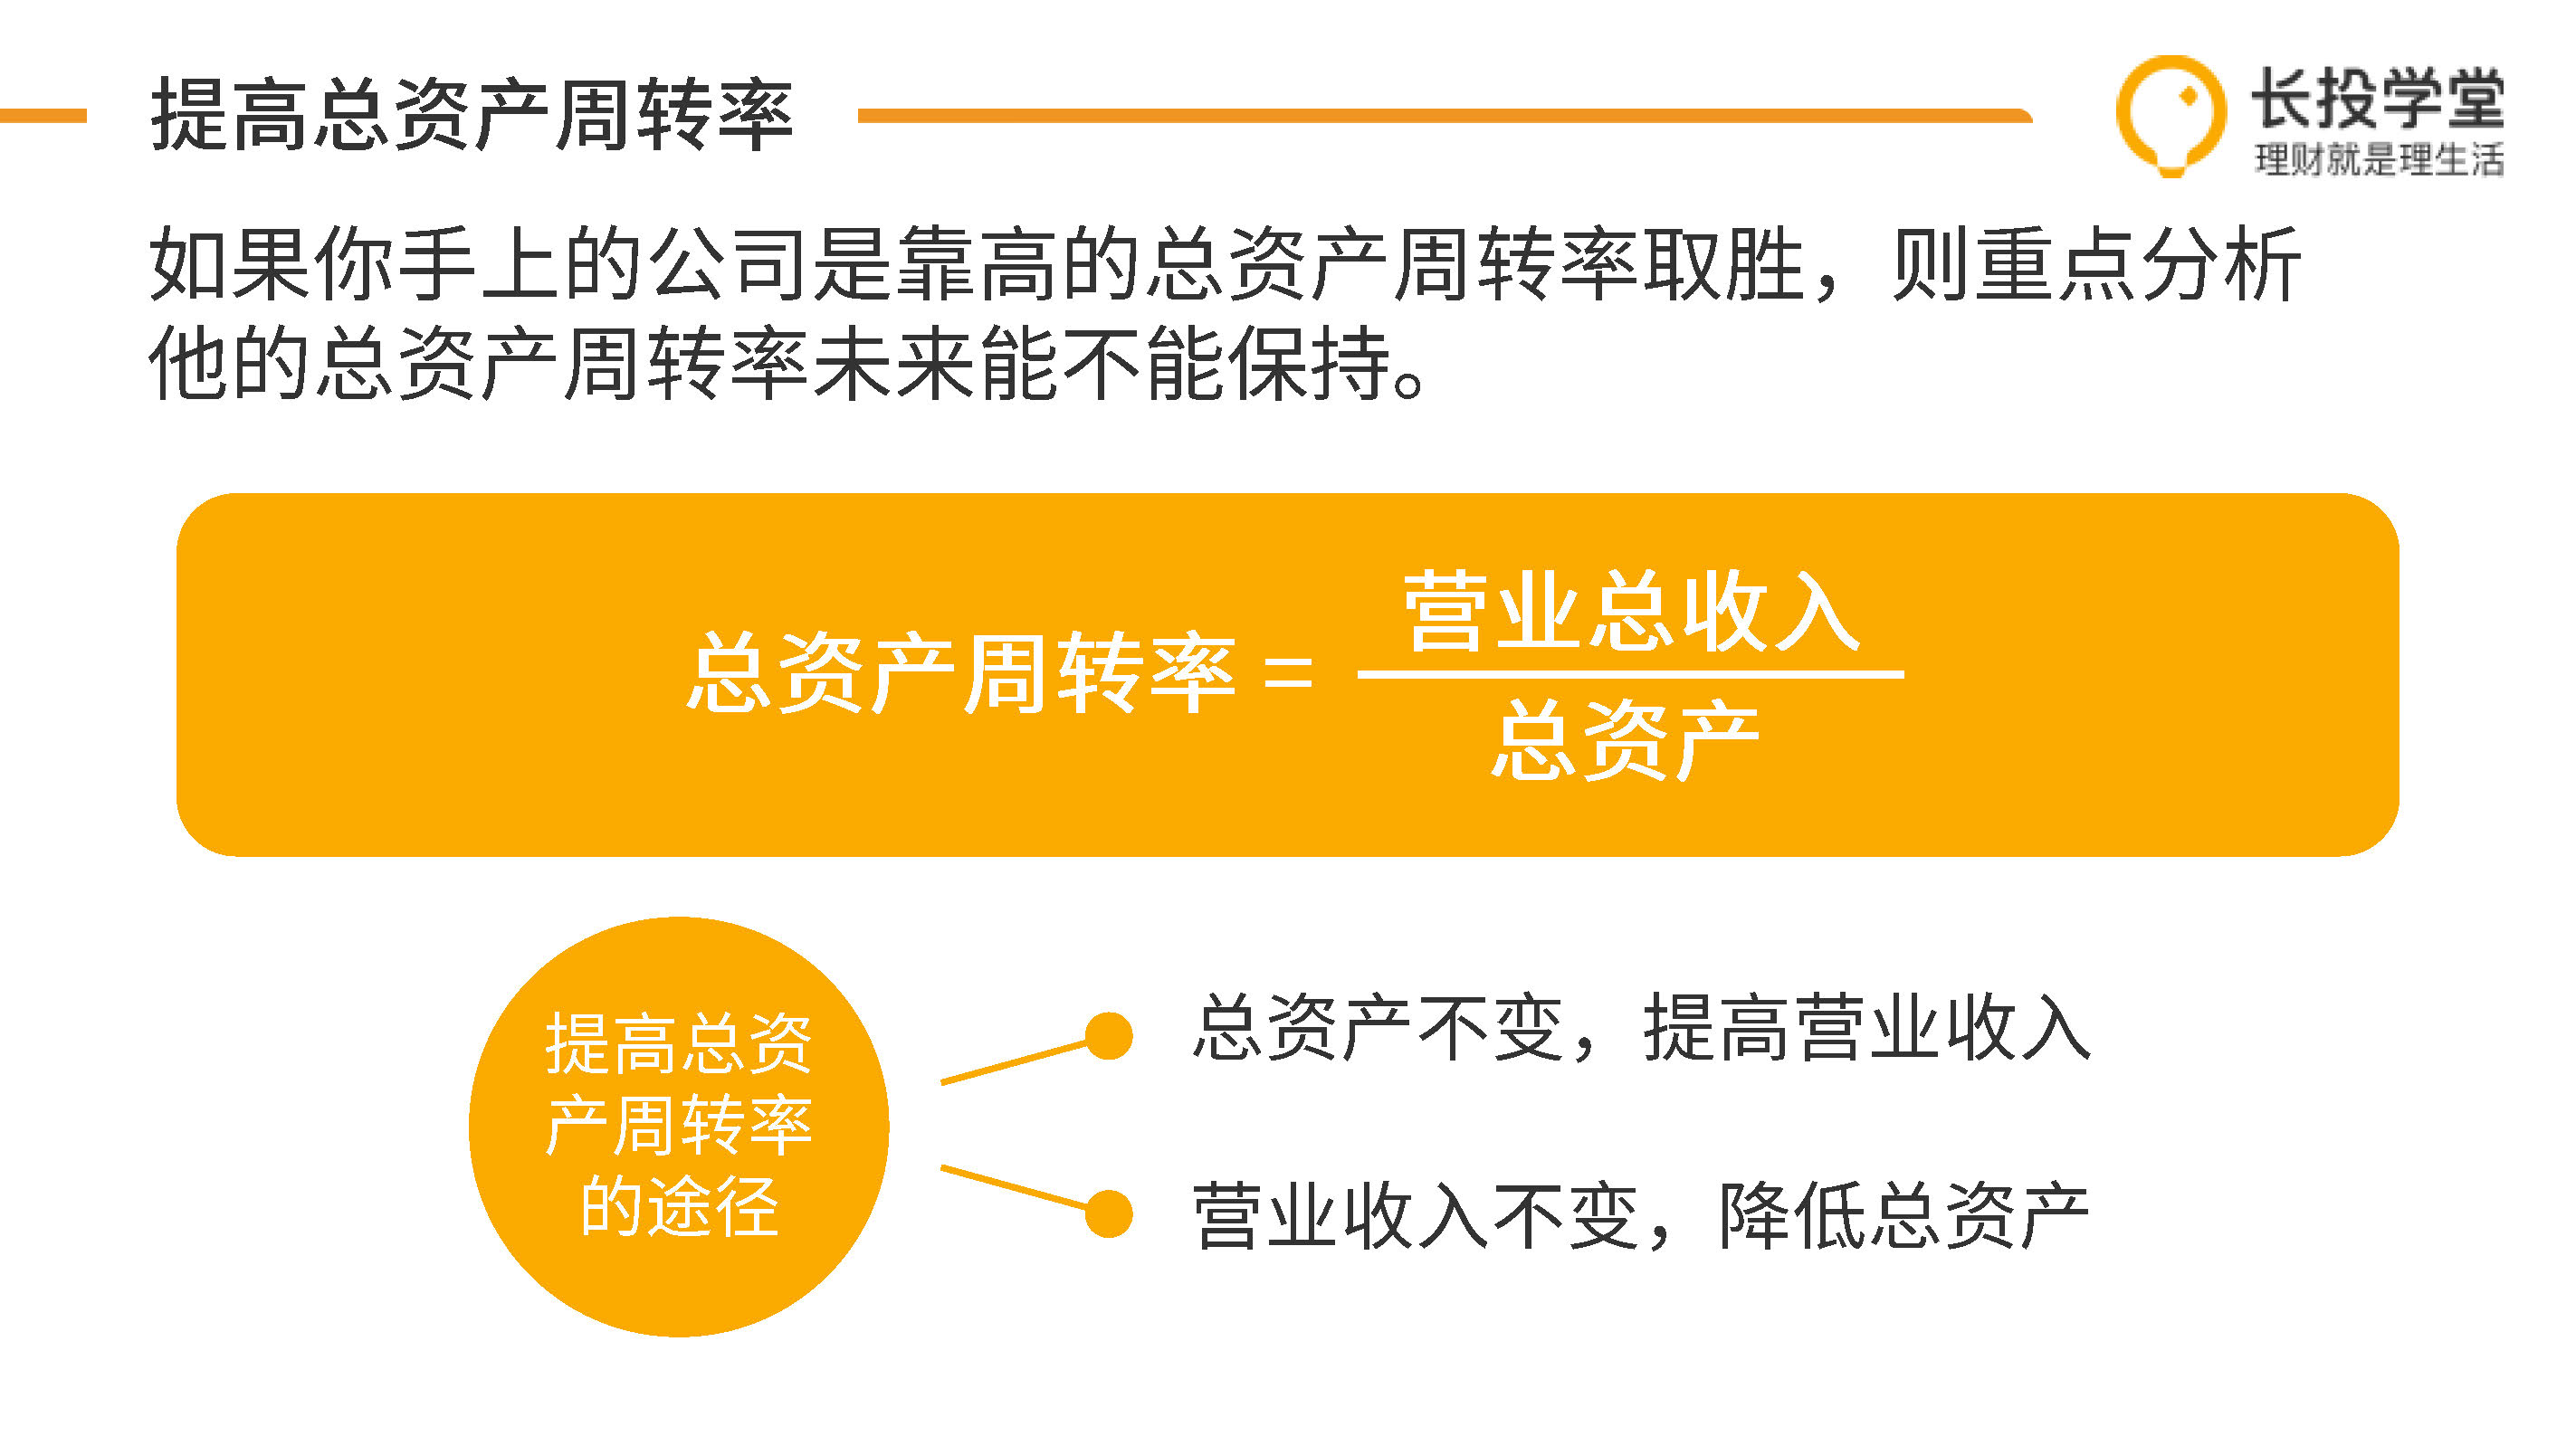 提高总资产周转率
长投学堂
理财就是理生活
如果你手上的公司是靠高的总资产周转率取胜，则重点分析
他的总资产周转率未来能不能保持。
营业总收入
总资产周转率 =
总资产
提高总资
产周转率
的途径
总资产不变，提高营业收入
营业收入不变，降低总资产